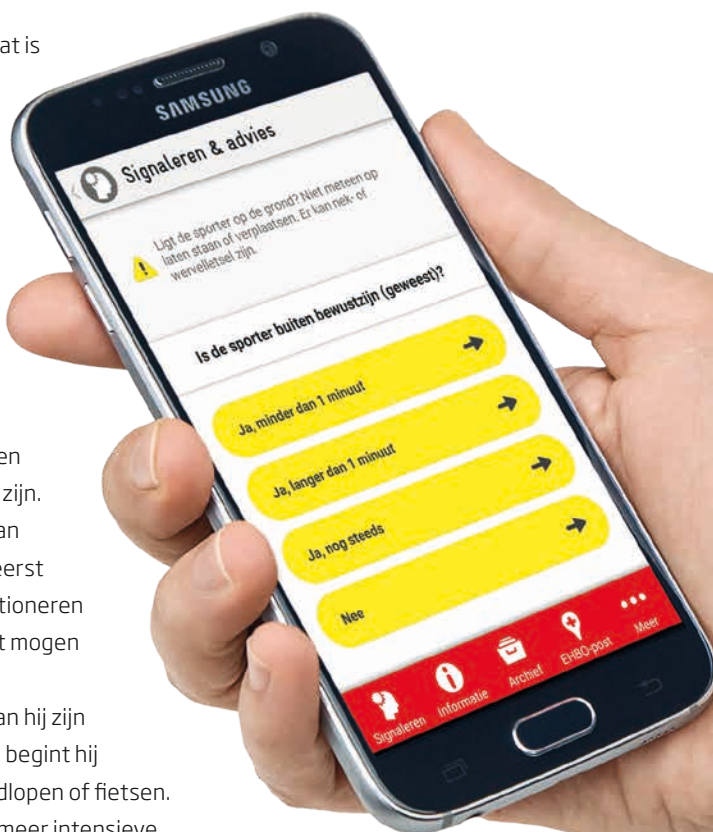 at is
SAMSUNG
Signaleren & advies
Ligt de sporter op de grond? Niet meteen op
laten staan of verplaatsen. Er kan nek- of
wervelletsel zijn.
Is de sporter buiten bewustzijn (geweest)?
Ja, minder dan 1 minuut
Ja, langer dan 1 minuut
Ja, nog steeds
Nee
Signaleren
Informatie
Archief
EHBO-post
Meer
en
zijn.
an
eerst
tioneren
t mogen
an hij zijn
begint hij
dlopen of fietsen.
meer intensieve